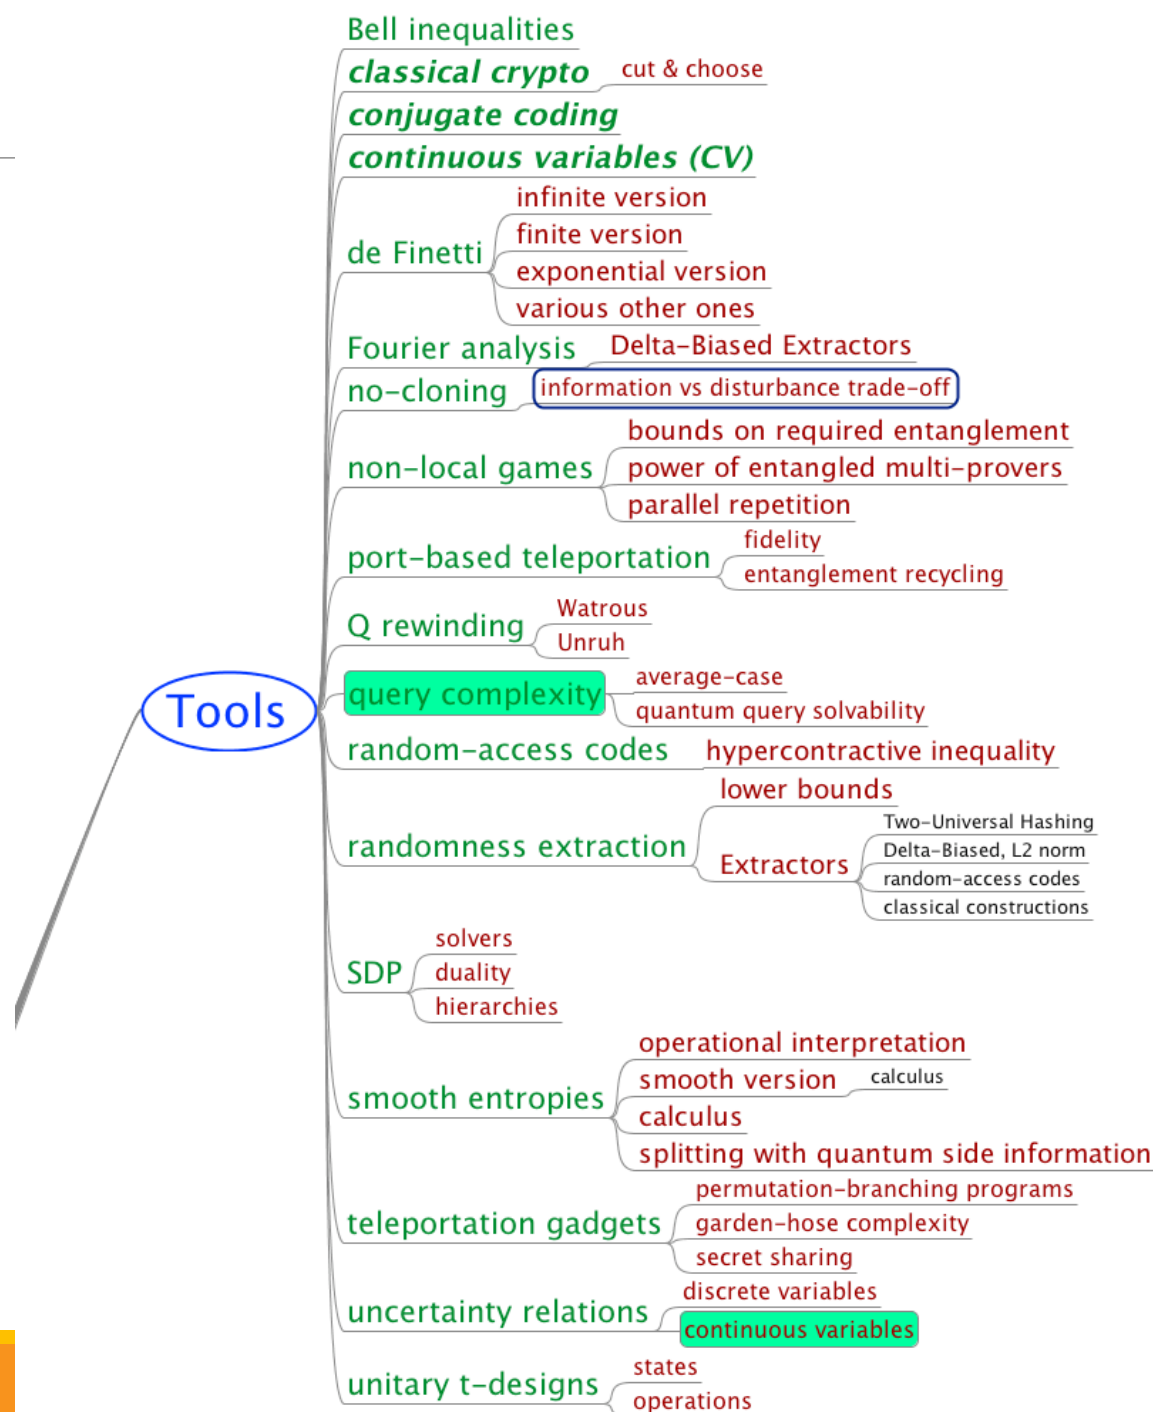 Bell inequalities
classical crypto
cut & choose
conjugate coding
continuous variables (CV)
de Finetti
infinite version
finite version
exponential version
various other ones
Fourier analysis
Delta-Biased Extractors
no-cloning
information vs disturbance trade-off
non-local games
bounds on required entanglement
power of entangled multi-provers
parallel repetition
port-based teleportation
fidelity
entanglement recycling
Q rewinding
Watrous
Unruh
Tools
query complexity
average-case
quantum query solvability
random-access codes
hypercontractive inequality
randomness extraction
lower bounds
Extractors
Two-Universal Hashing
Delta-Biased, L2 norm
random-access codes
classical constructions
SDP
solvers
duality
hierarchies
smooth entropies
operational interpretation
smooth version
calculus
calculus
splitting with quantum side information
teleportation gadgets
permutation-branching programs
garden-hose complexity
secret sharing
uncertainty relations
discrete variables
continuous variables
unitary t-designs
states
operations